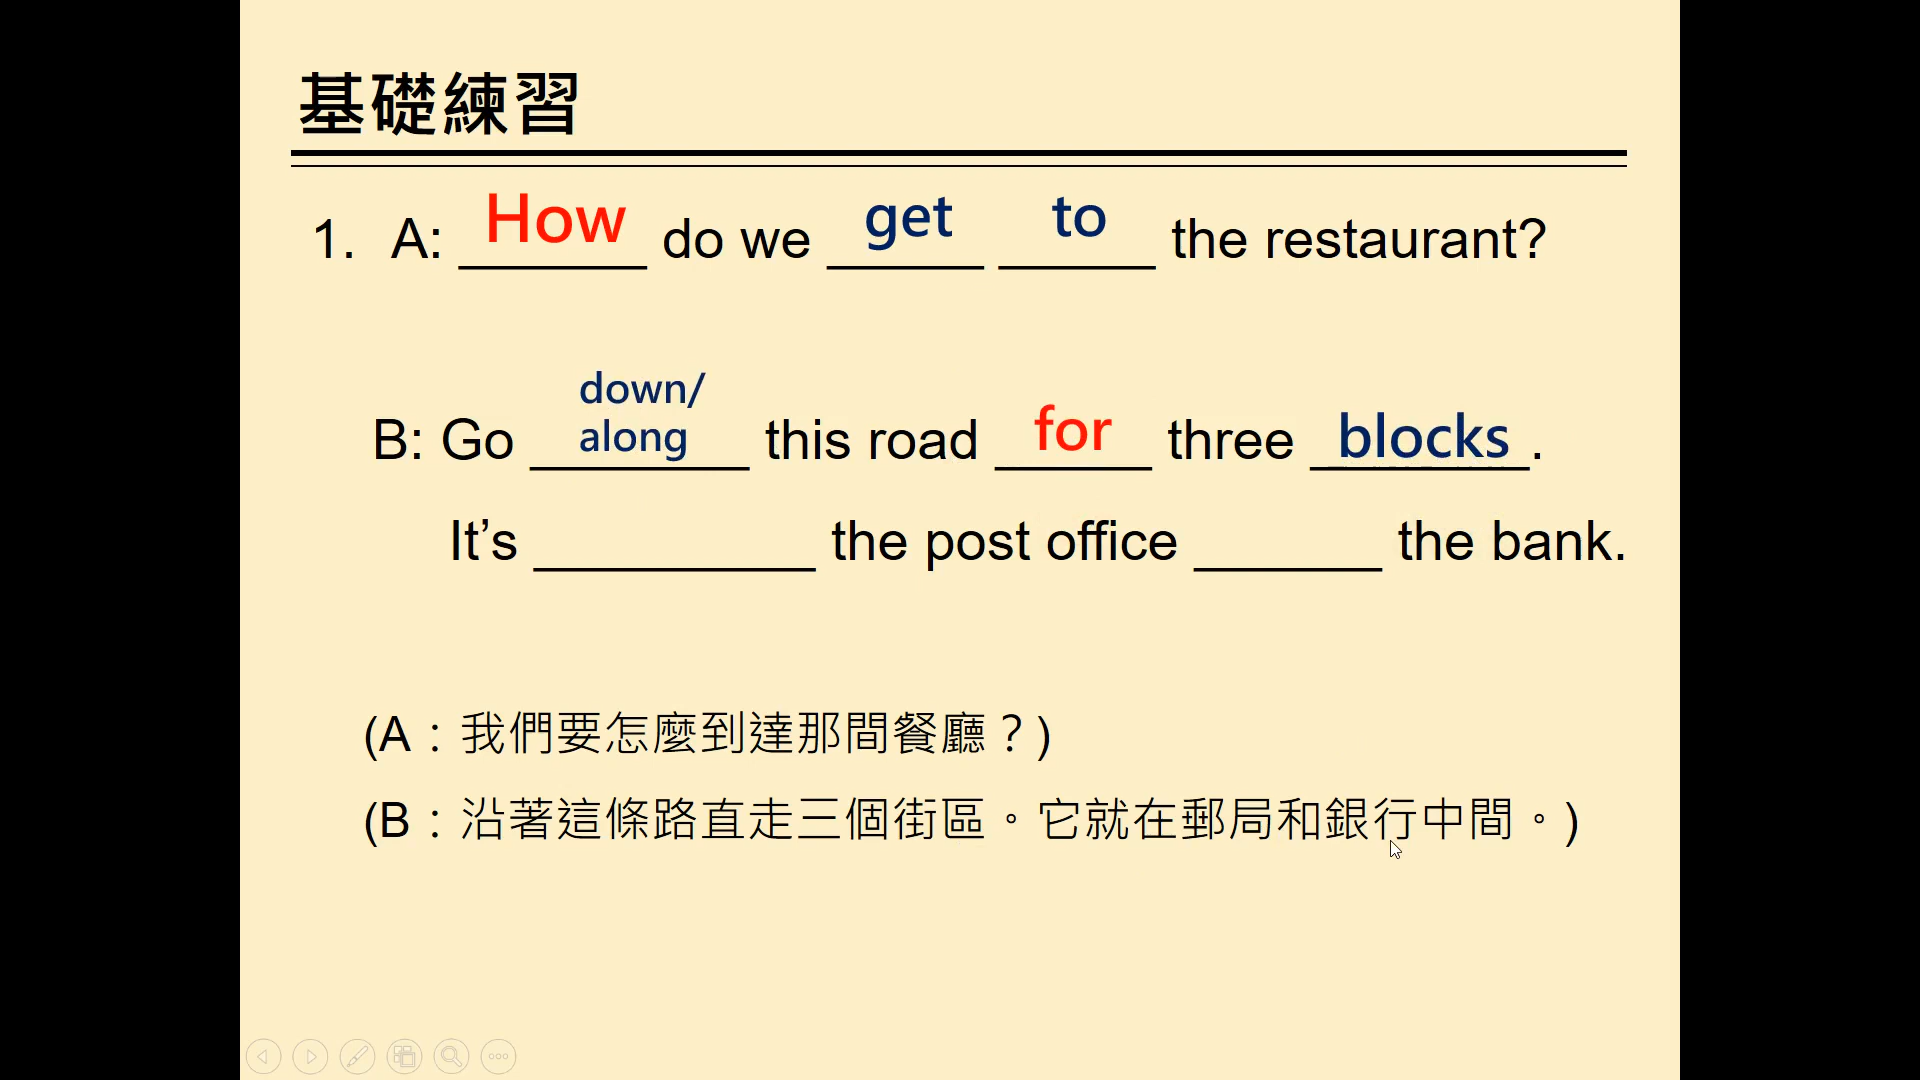 基礎練習
1. A: How do we get to the restaurant?
B: Go down/along this road for three blocks.
It’s __________ the post office _______ the bank.
(A：我們要怎麼到達那間餐廳？)
(B：沿著這條路直走三個街區。它就在郵局和銀行中間。)